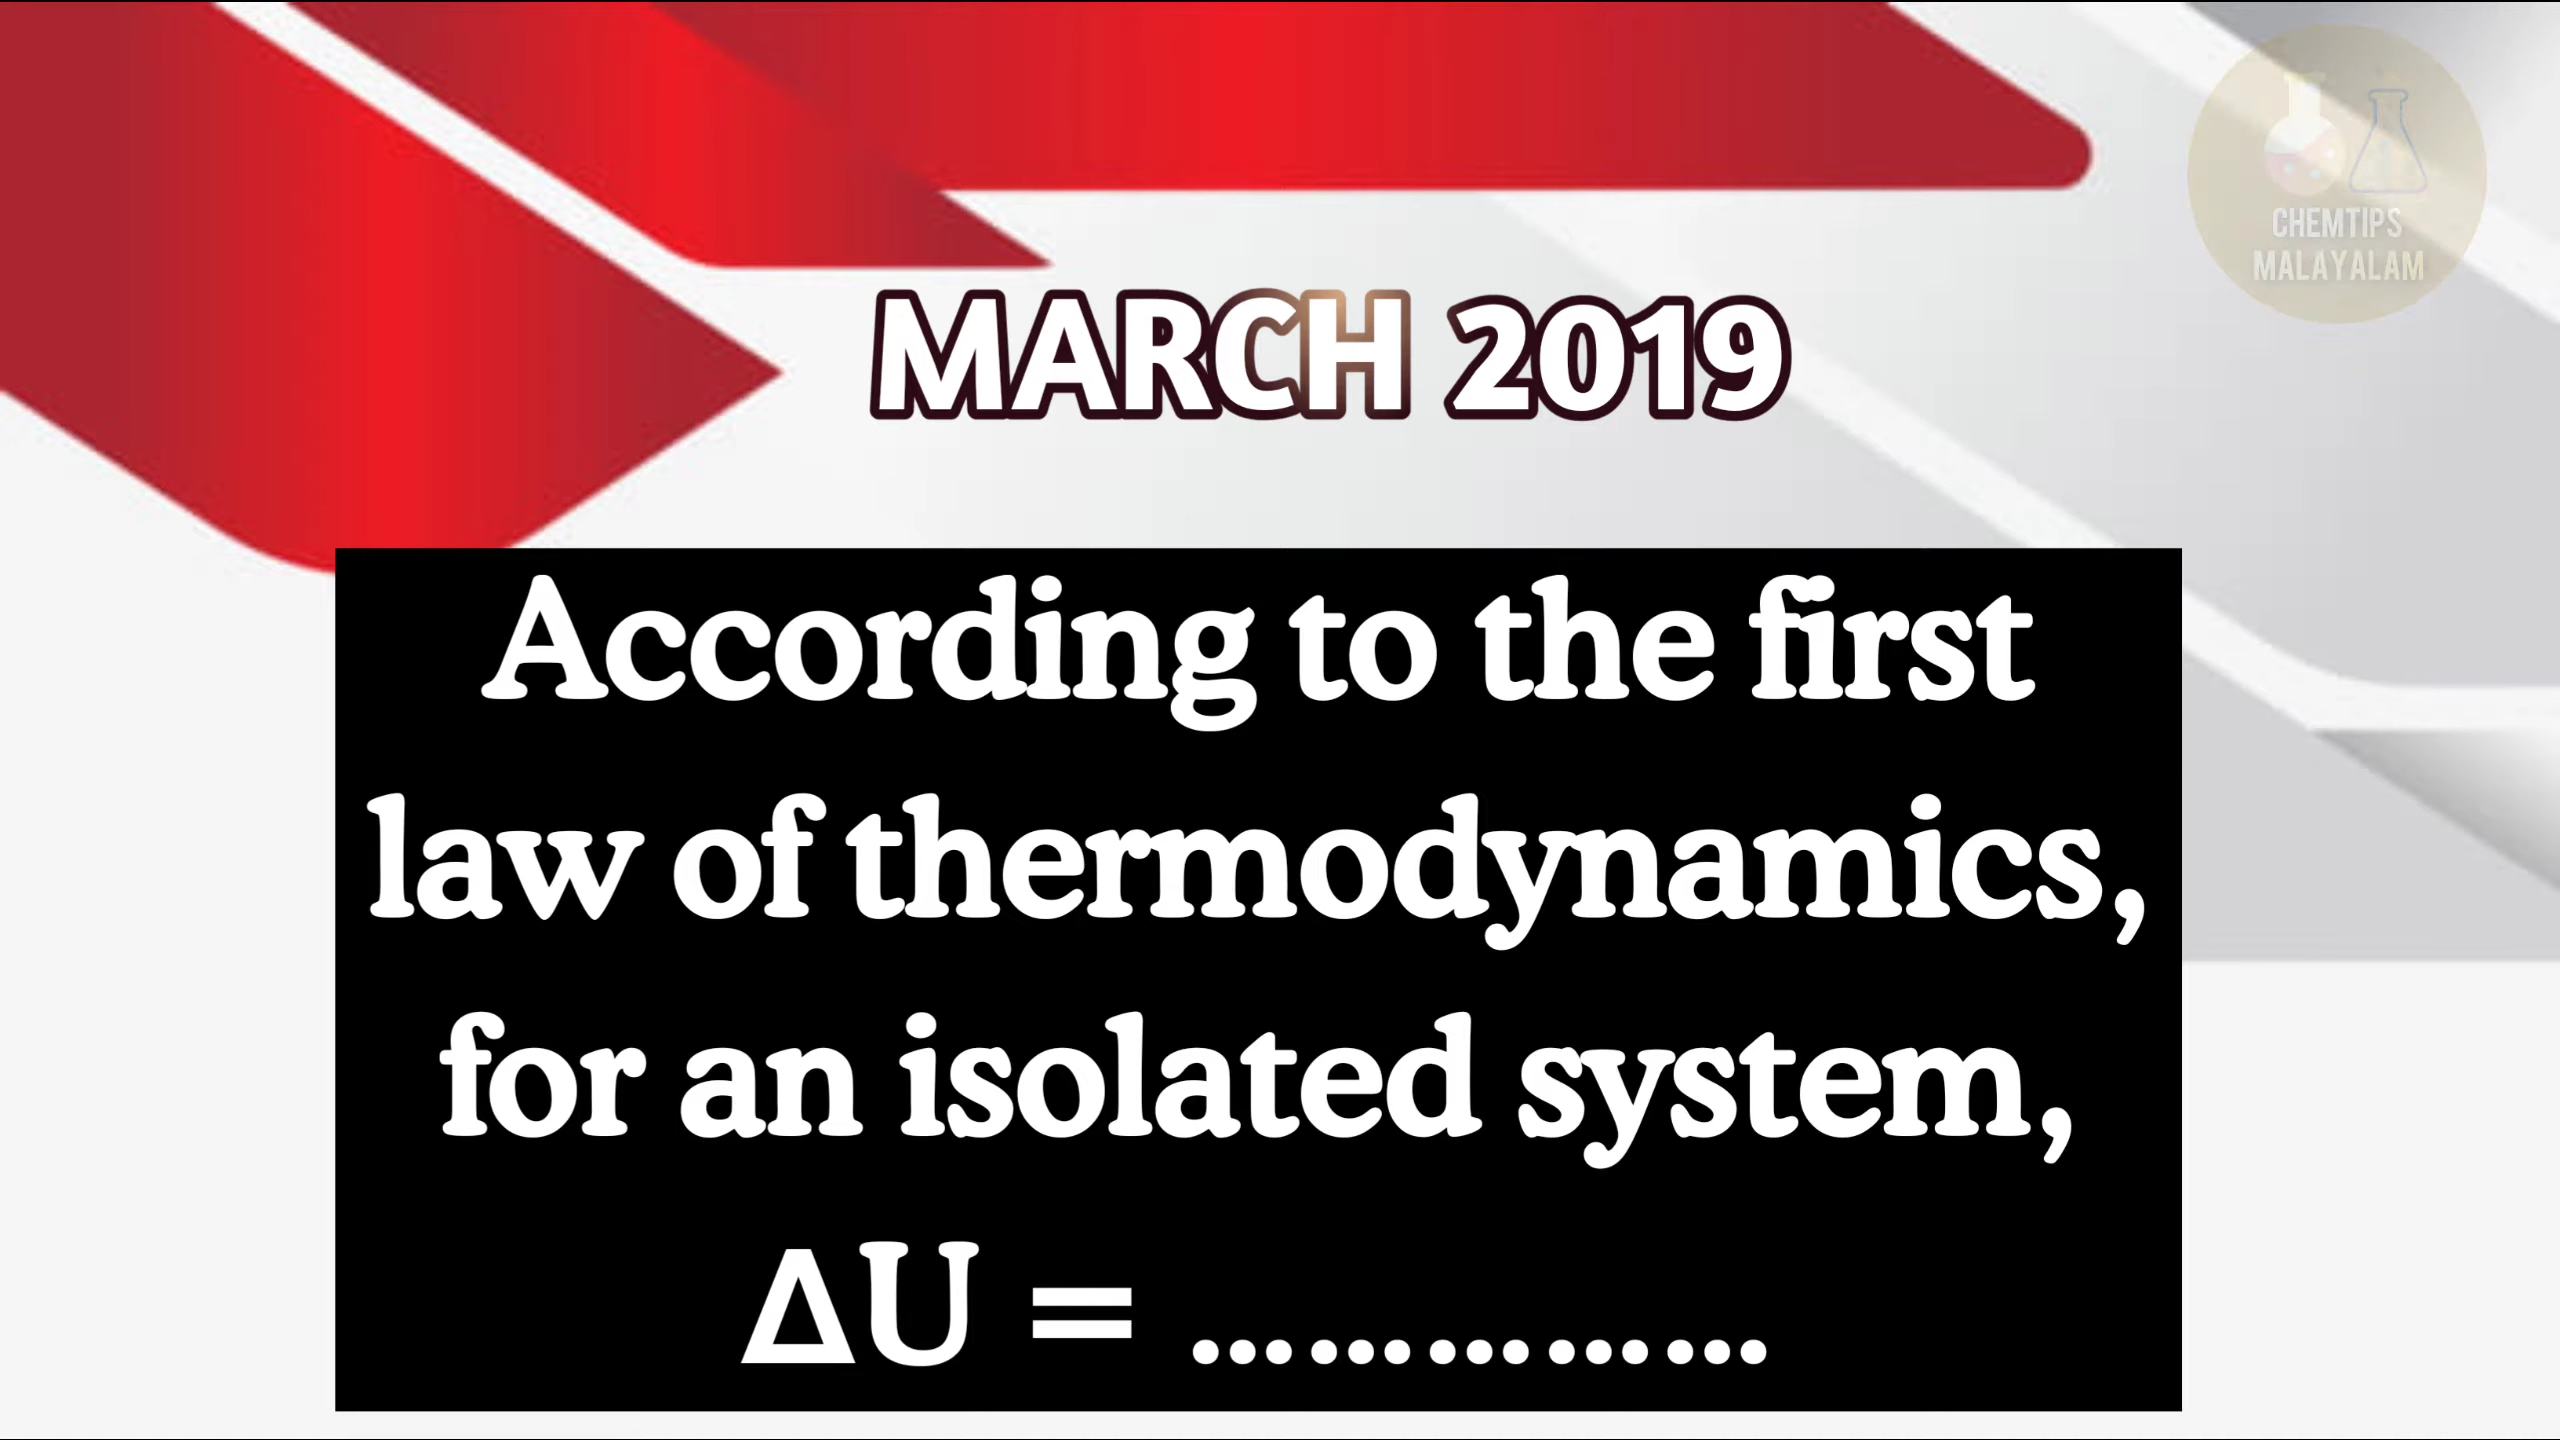 CHEMTIPS
MALAYALAM
MARCH 2019
According to the first
law of thermodynamics,
for an isolated system,
ΔU = ……………